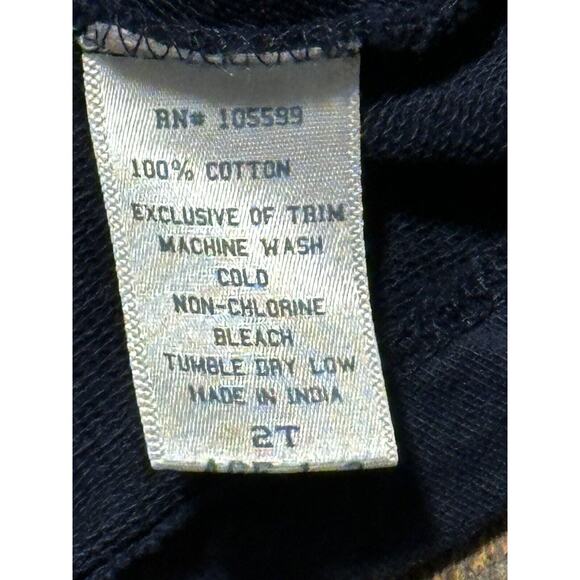 RN# 105599
100% COTTON
EXCLUSIVE OF TRIM
MACHINE WASH
COLD
NON-CHLORINE
BLEACH
TUMBLE DRY LOW
MADE IN INDIA
2T